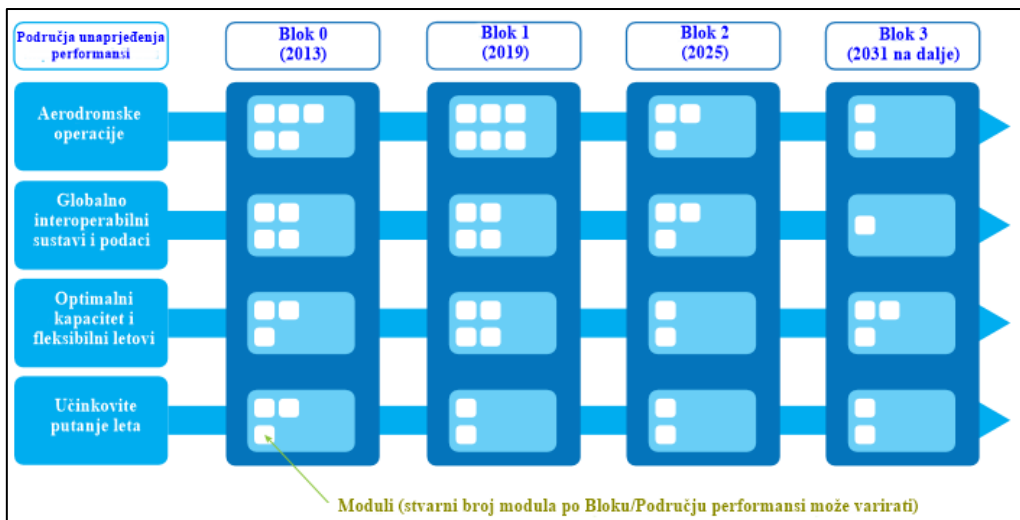 Područja unaprjeđenja
performansi
Blok 0
(2013)
Blok 1
(2019)
Blok 2
(2025)
Blok 3
(2031 na dalje)
Aerodromske
operacije
Globalno
interoperabilni
sustavi i podaci
Optimalni
kapacitet i
fleksibilni letovi
Učinkovite
putanje leta
Moduli (stvarni broj modula po Bloku/Području performansi može varirati)